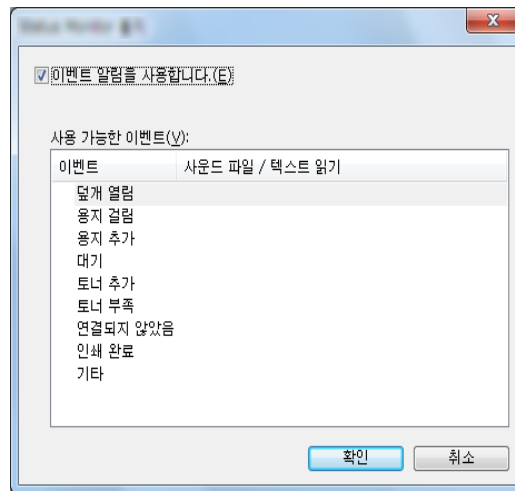 이벤트 알림을 사용합니다.(E)
사용 가능한 이벤트(V):
이벤트 사운드 파일 / 텍스트 읽기
덮개 열림
용지 걸림
용지 추가
대기
토너 추가
토너 부족
연결되지 않았음
인쇄 완료
기타
확인 취소